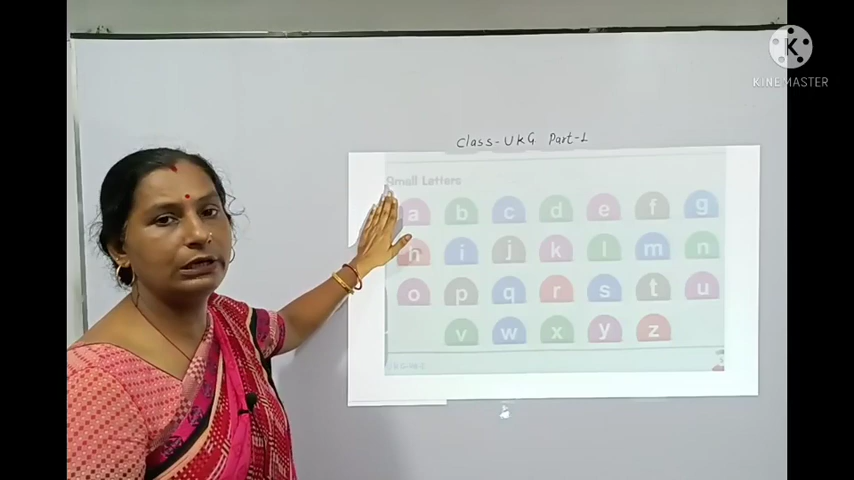 K
KINEMASTER
Class-UKG Part-1
Small Letters
a b c d e f g
h i j k l m n
o p q r s t u
v w x y z